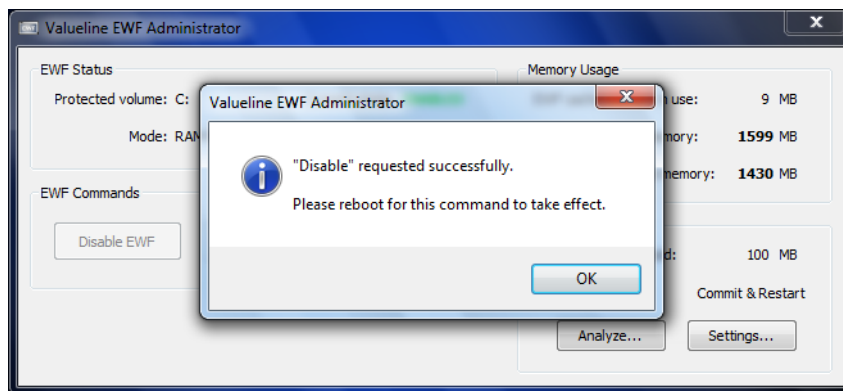 Valueline EWF Administrator
X
EWF Status
Protected volume: C:
Mode: RAM
EWF Commands
Disable EWF
Valueline EWF Administrator
X
"Disable" requested successfully.
Please reboot for this command to take effect.
OK
Memory Usage
use: 9 MB
1599 MB
memory: 1430 MB
100 MB
Commit & Restart
Analyze...
Settings...